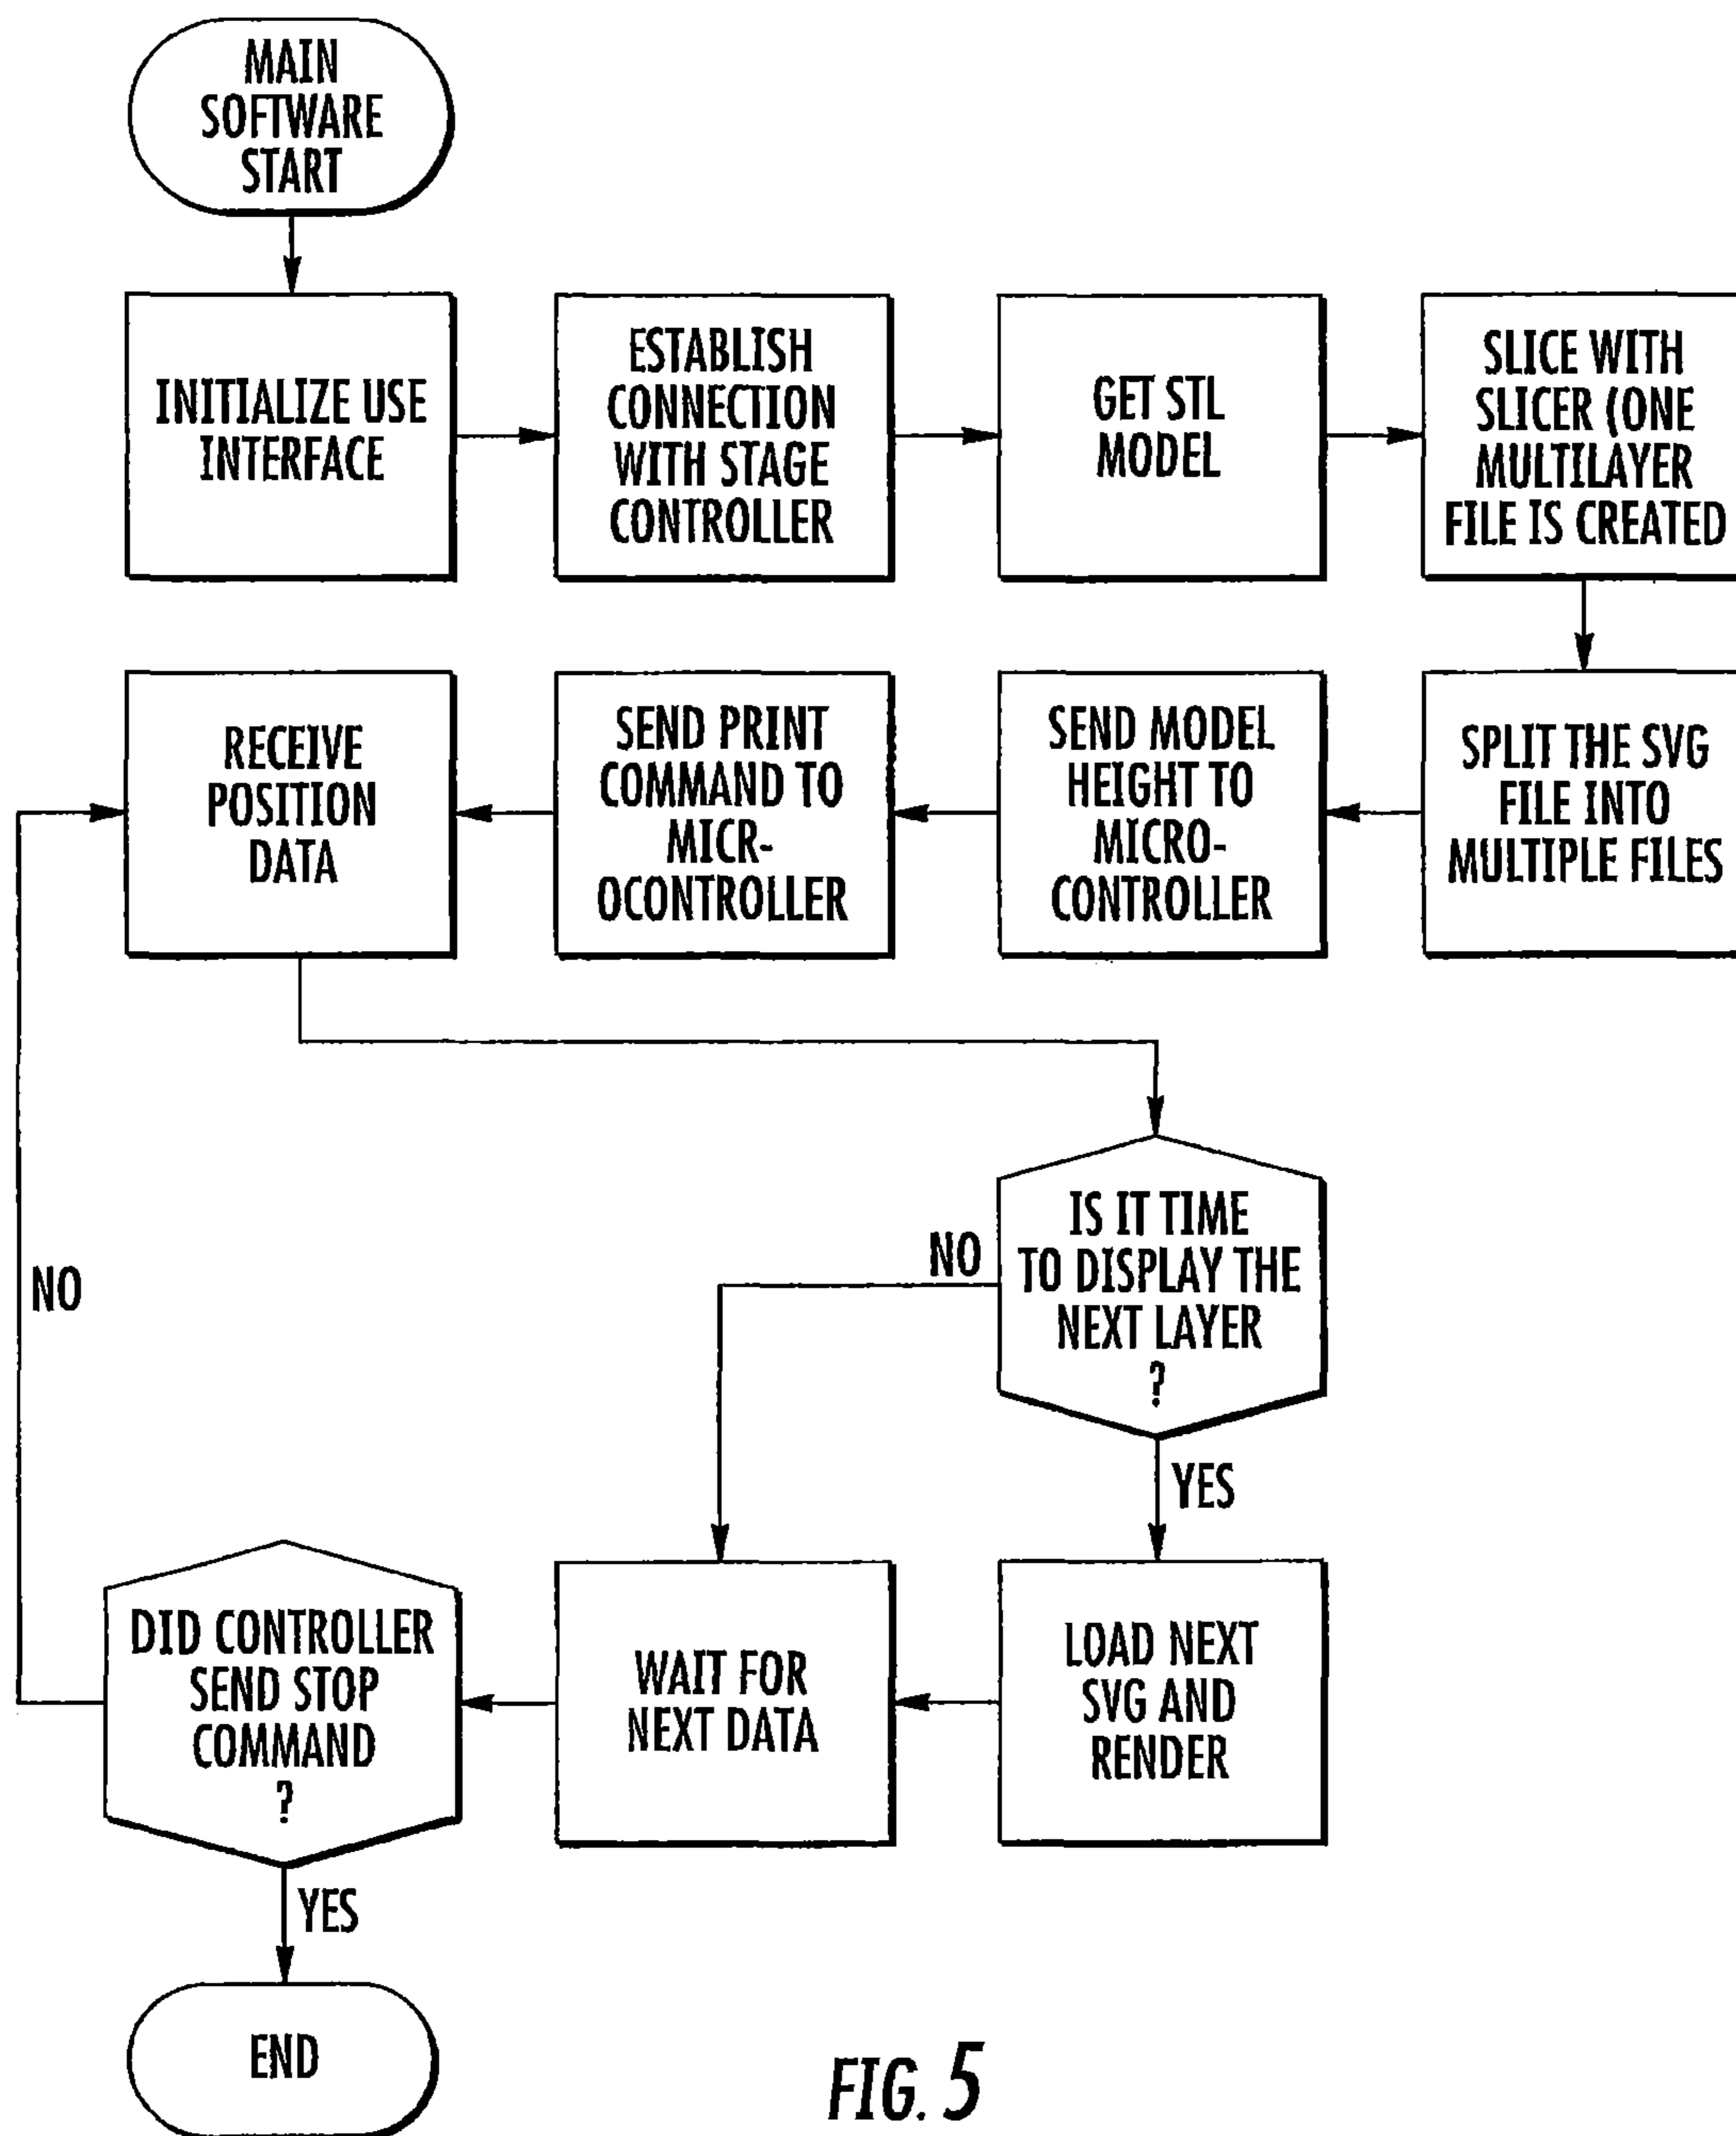 MAIN
SOFTWARE
START
INITIALIZE USE
INTERFACE
ESTABLISH
CONNECTION
WITH STAGE
CONTROLLER
GET STL
MODEL
SLICE WITH
SLICER (ONE
MULTILAYER
FILE IS CREATED
RECEIVE
POSITION
DATA
SEND PRINT
COMMAND TO
MICR-
OCONTROLLER
SEND MODEL
HEIGHT TO
MICRO-
CONTROLLER
SPLIT THE SVG
FILE INTO
MULTIPLE FILES
IS IT TIME
TO DISPLAY THE
NEXT LAYER
?
NO
NO
YES
DID CONTROLLER
SEND STOP
COMMAND
?
WAIT FOR
NEXT DATA
LOAD NEXT
SVG AND
RENDER
YES
END
FIG. 5